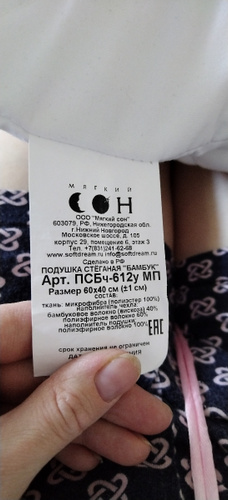 МЯГКИЙ
СОН
ООО "Мягкий сон"
603079, РФ, Нижегородская обл.
г.Нижний Новгород
Московское шоссе, д. 105
корпус 29, помещение 6, этаж 3
Тел. +7(831)241-62-68
www.softdream.ru info@softdream.ru
Сделано в РФ
ПОДУШКА СТЁГАНАЯ "БАМБУК"
Арт. ПСБч-612у МП
Размер 60х40 см (±1 см)
СОСТАВ:
ткань: микрофибра (полиэстер 100%)
наполнитель чехла:
бамбуковое волокно (вискоза) 40%
полиэфирное волокно 60%
наполнитель подушки:
полиэфирное волокно 100%
EAC
срок хранения не ограничен